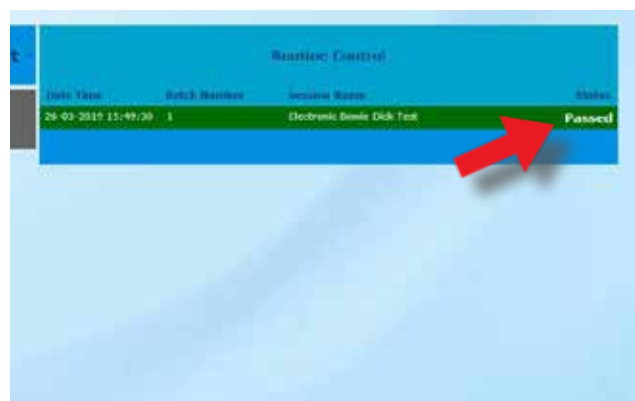 t
Routine Control
Date Time Batch Number Session Name Status
26-03-2019 15:49:30 1 Electronic Bowie Dick Test Passed